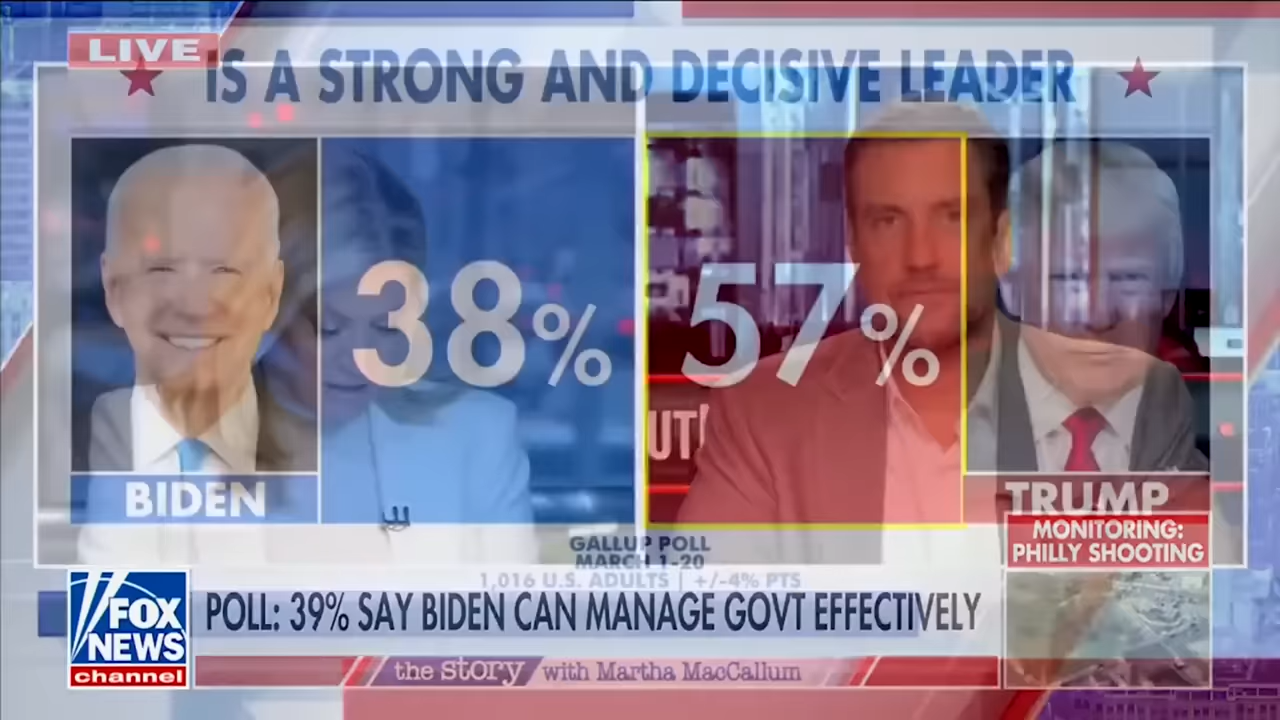 LIVE
IS A STRONG AND DECISIVE LEADER
38%
57%
UT
BIDEN
TRUMP
MONITORING:
PHILLY SHOOTING
GALLUP POLL
MARCH 1-20
1,016 U.S. ADULTS | +/-4% PTS
FOX
NEWS
channel
POLL: 39% SAY BIDEN CAN MANAGE GOVT EFFECTIVELY
the story with Martha MacCallum